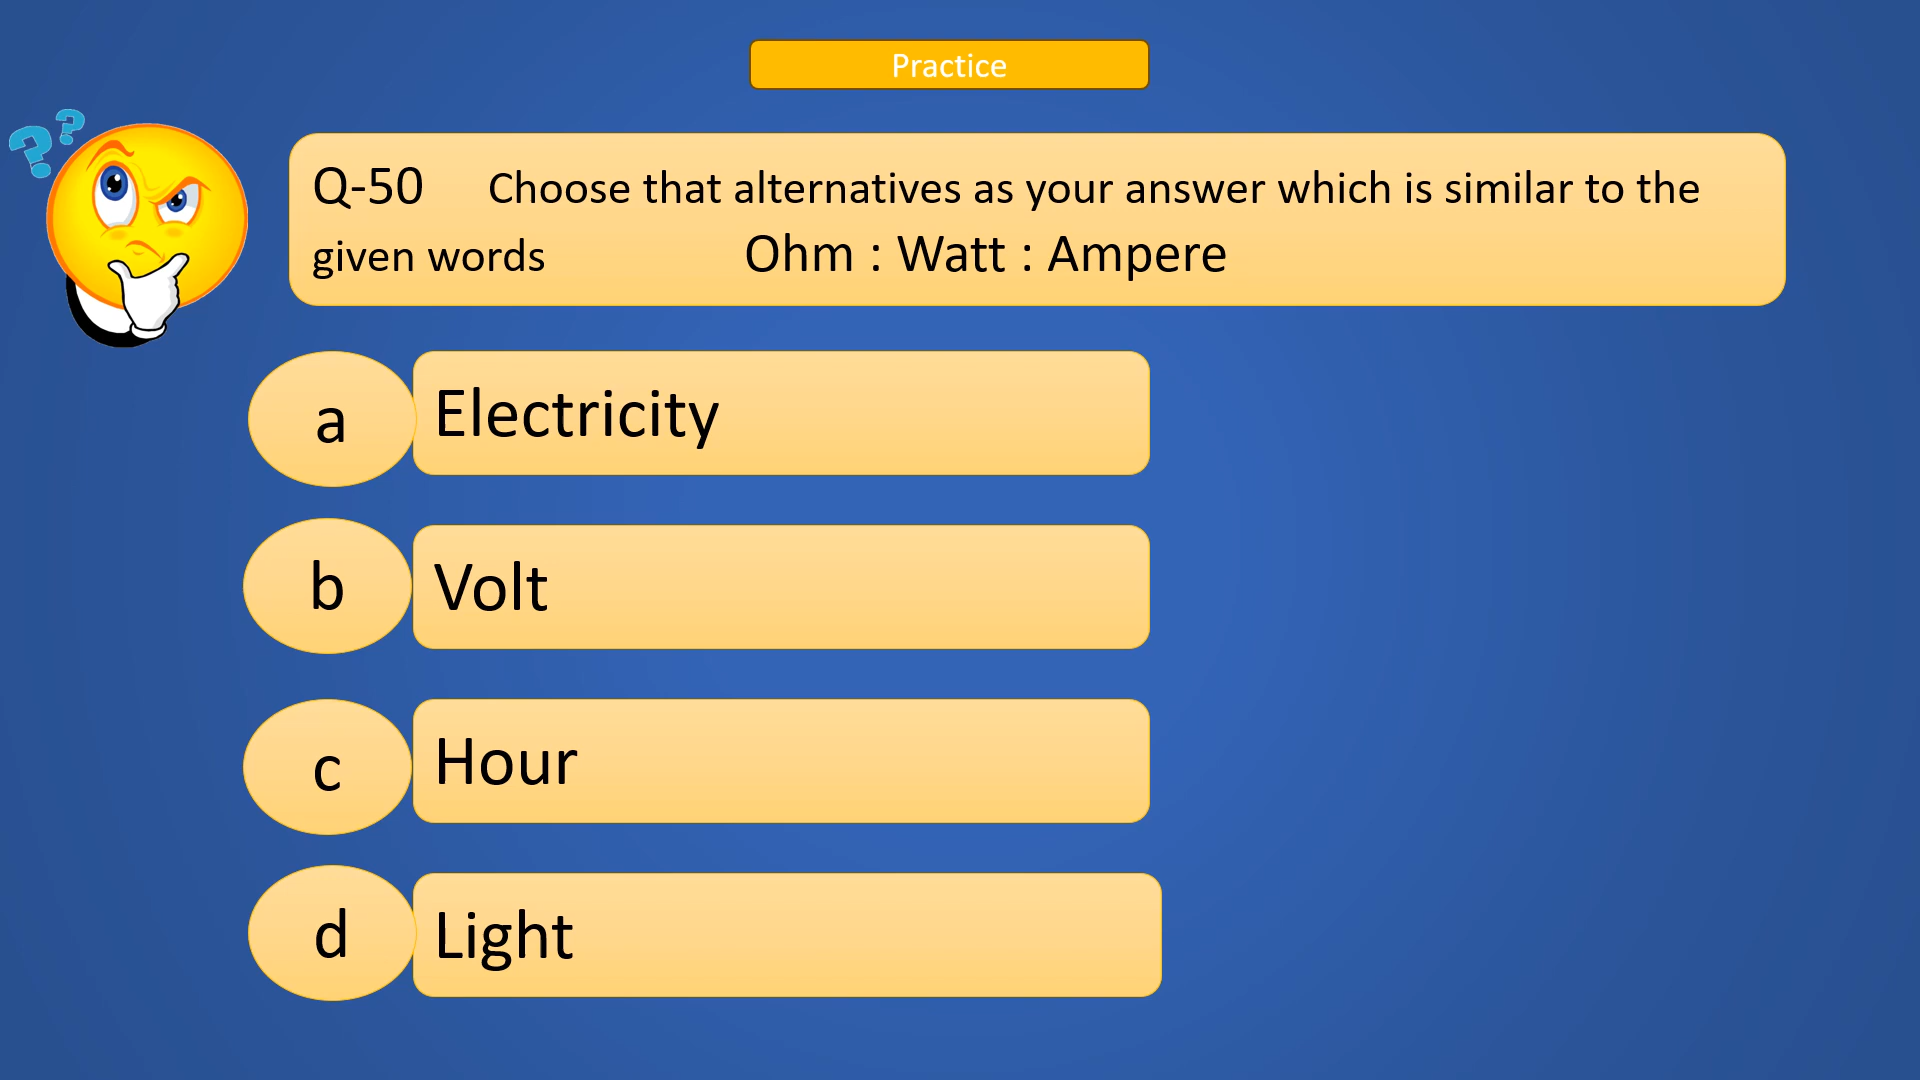 Practice
? ?
Q-50 Choose that alternatives as your answer which is similar to the
given words Ohm : Watt : Ampere
a Electricity
b Volt
c Hour
d Light